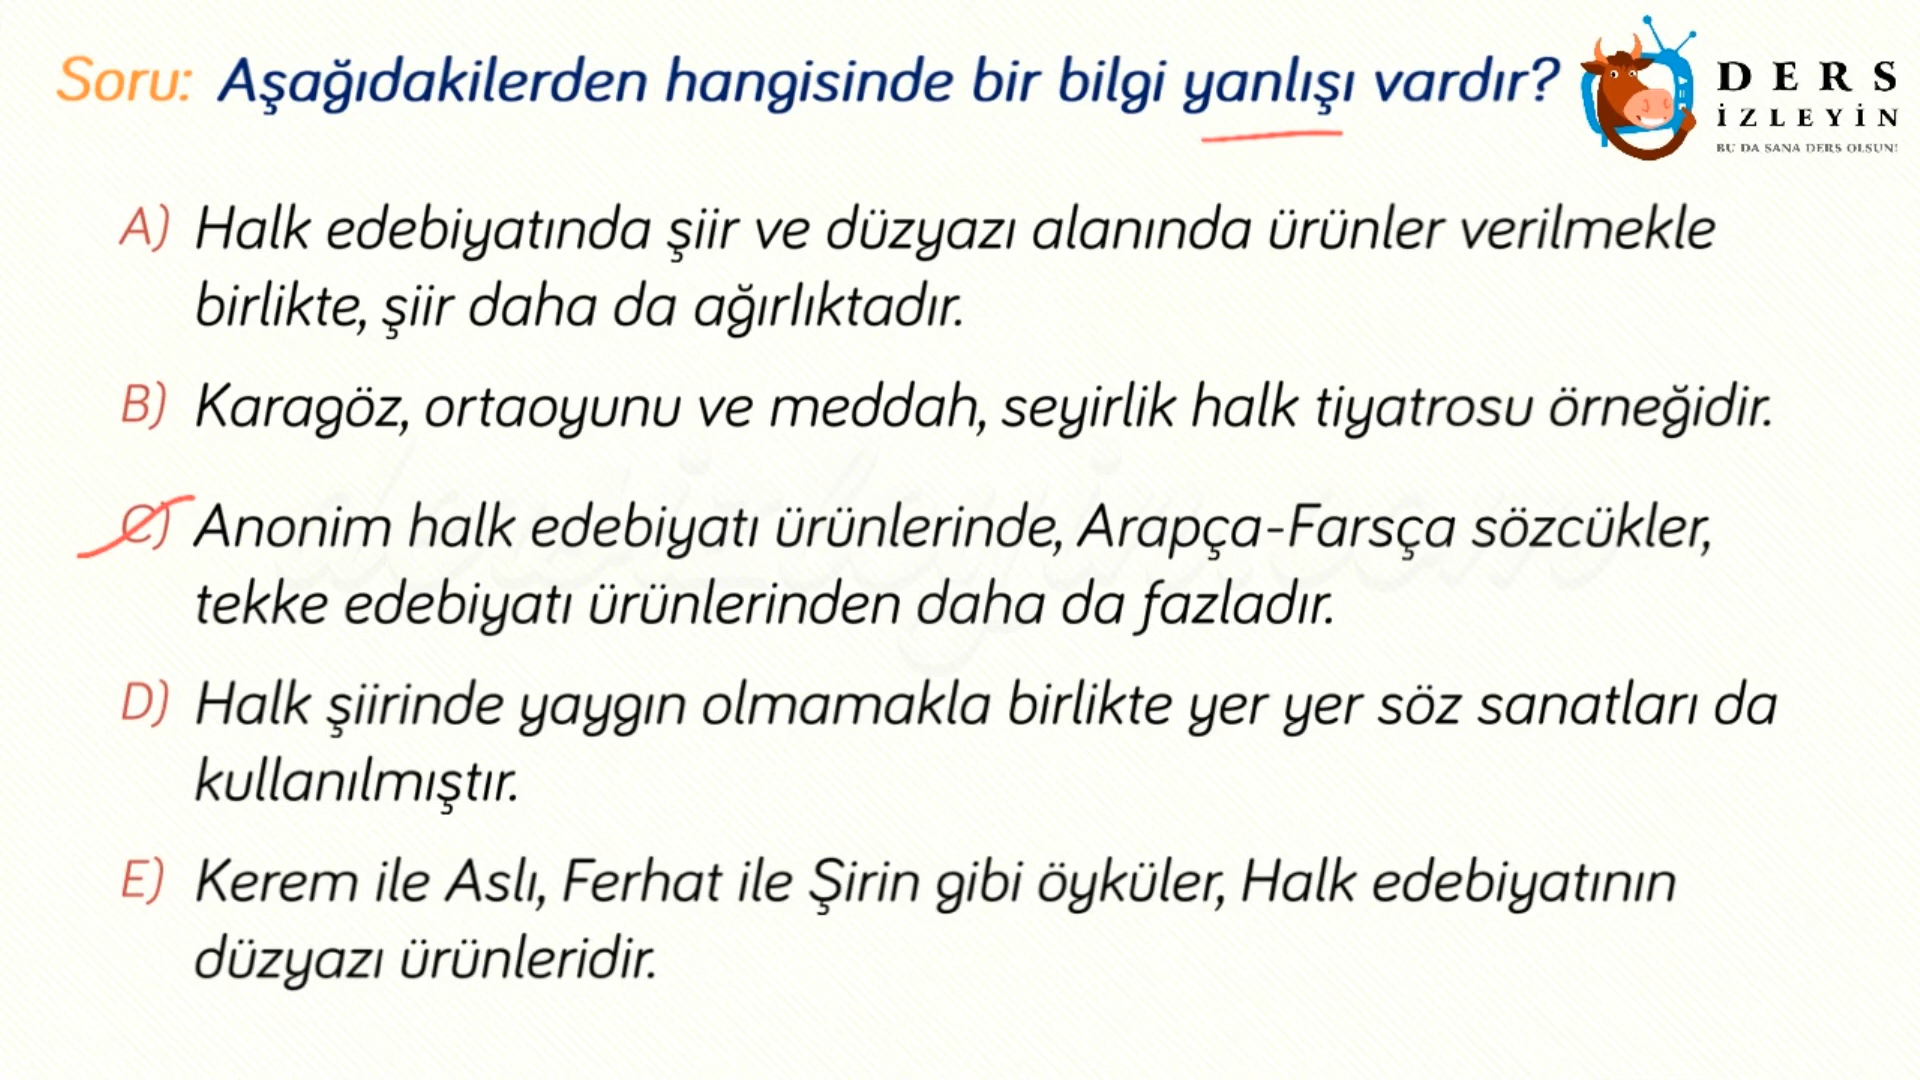 Soru: Aşağıdakilerden hangisinde bir bilgi yanlışı vardır?
DERS
İZLEYİN
BU DA SANA DERS OLSUN!
A) Halk edebiyatında şiir ve düzyazı alanında ürünler verilmekle
birlikte, şiir daha da ağırlıktadır.
B) Karagöz, ortaoyunu ve meddah, seyirlik halk tiyatrosu örneğidir.
C) Anonim halk edebiyatı ürünlerinde, Arapça-Farsça sözcükler,
tekke edebiyatı ürünlerinden daha da fazladır.
D) Halk şiirinde yaygın olmamakla birlikte yer yer söz sanatları da
kullanılmıştır.
E) Kerem ile Aslı, Ferhat ile Şirin gibi öyküler, Halk edebiyatının
düzyazı ürünleridir.